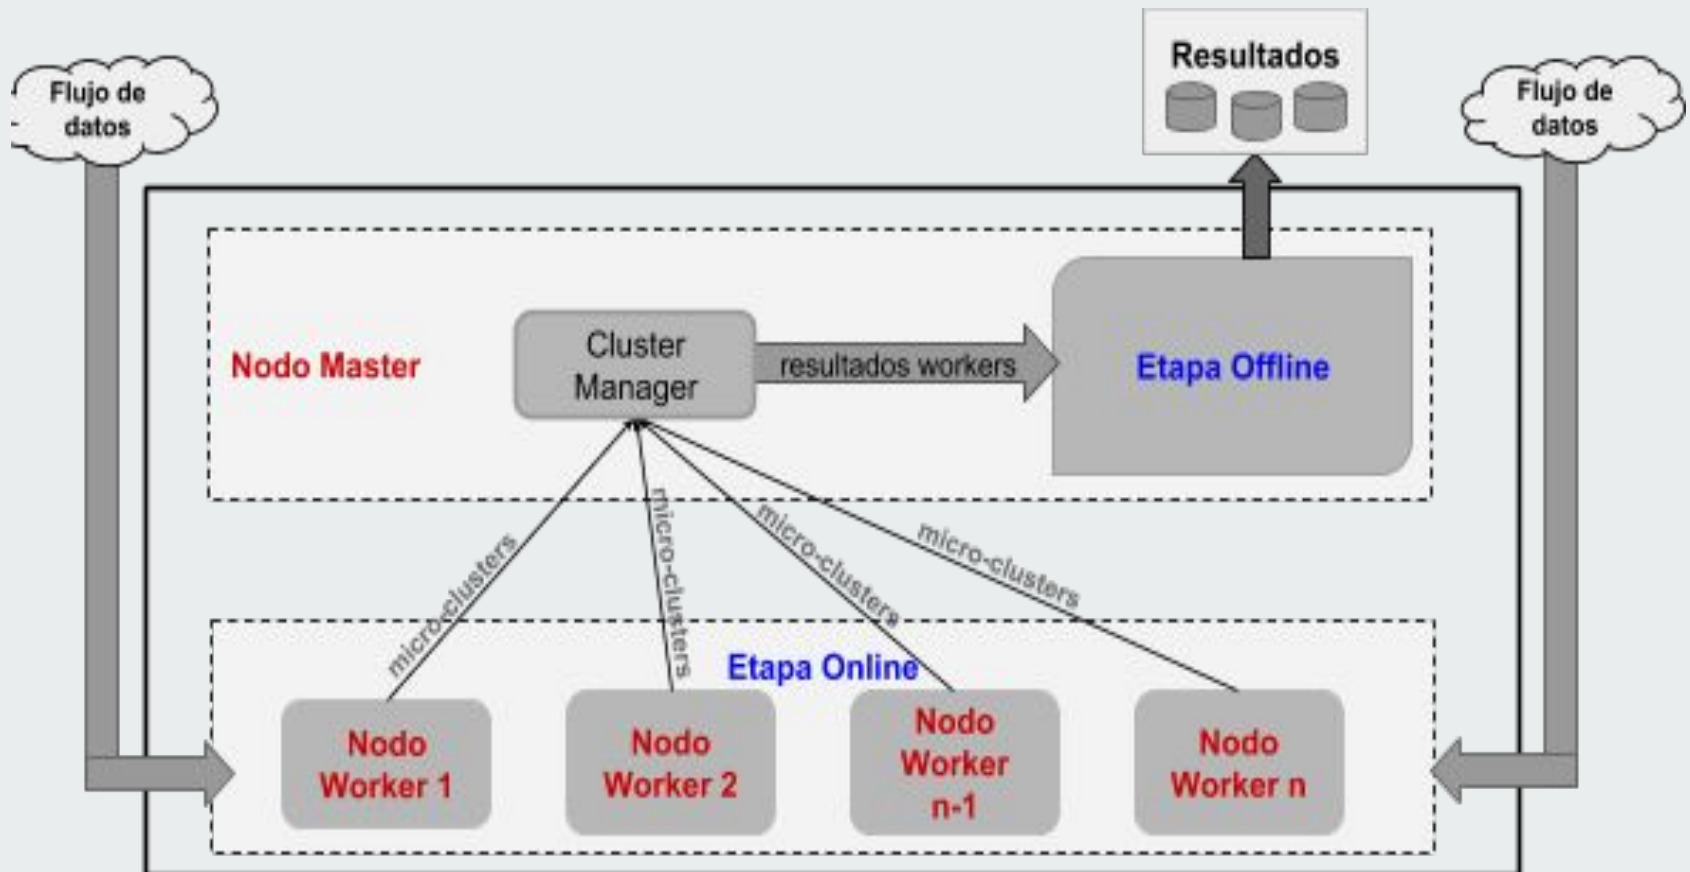 Resultados
Flujo de
datos
Flujo de
datos
Nodo Master
Cluster
Manager
resultados workers
Etapa Offline
micro-clusters
micro-clusters
micro-clusters
micro-clusters
Etapa Online
Nodo
Worker 1
Nodo
Worker 2
Nodo
Worker
n-1
Nodo
Worker n